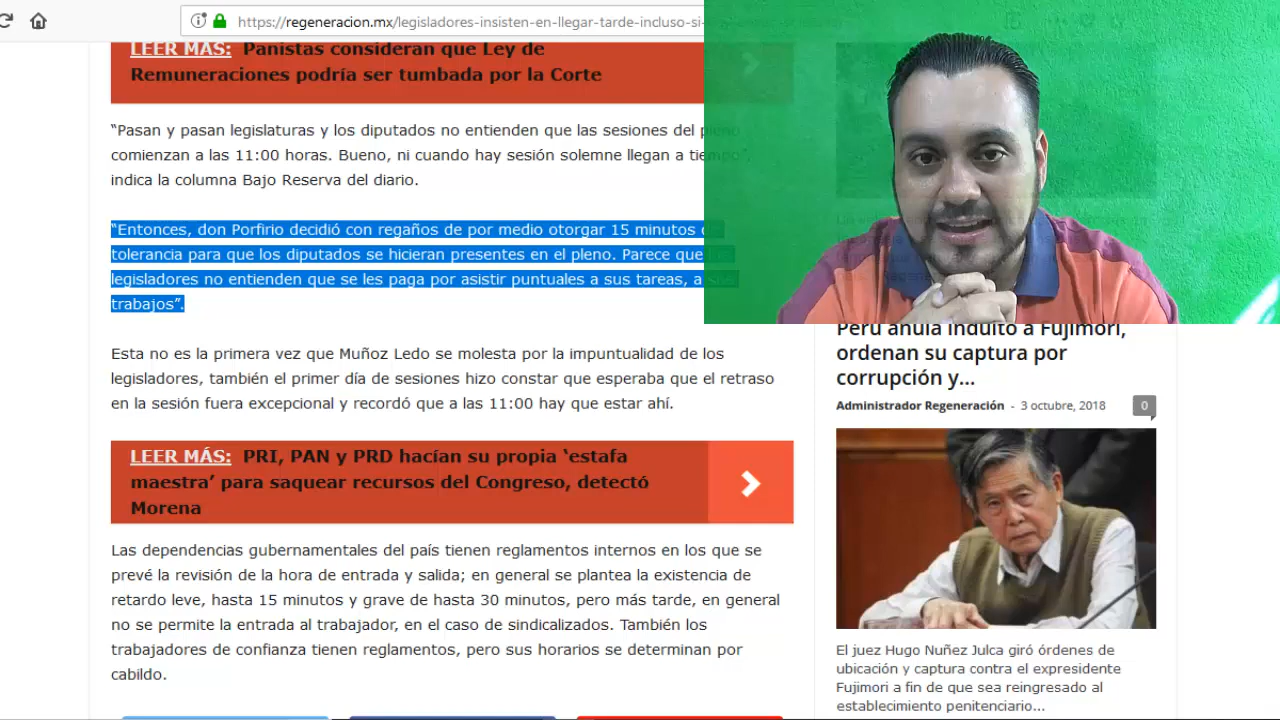 https://regeneracion.mx/legisladores-insisten-en-llegar-tarde-incluso-si-
LEER MÁS: Panistas consideran que Ley de
Remuneraciones podría ser tumbada por la Corte
“Pasan y pasan legislaturas y los diputados no entienden que las sesiones del pleno
comienzan a las 11:00 horas. Bueno, ni cuando hay sesión solemne llegan a tiempo”,
indica la columna Bajo Reserva del diario.
“Entonces, don Porfirio decidió con regaños de por medio otorgar 15 minutos
tolerancia para que los diputados se hicieran presentes en el pleno. Parece que
legisladores no entienden que se les paga por asistir puntuales a sus tareas, a sus
trabajos”.
Esta no es la primera vez que Muñoz Ledo se molesta por la impuntualidad de los
legisladores, también el primer día de sesiones hizo constar que esperaba que el retraso
en la sesión fuera excepcional y recordó que a las 11:00 hay que estar ahí.
LEER MÁS: PRI, PAN y PRD hacían su propia ‘estafa
maestra’ para saquear recursos del Congreso, detectó
Morena
Las dependencias gubernamentales del país tienen reglamentos internos en los que se
prevé la revisión de la hora de entrada y salida; en general se plantea la existencia de
retardo leve, hasta 15 minutos y grave de hasta 30 minutos, pero más tarde, en general
no se permite la entrada al trabajador, en el caso de sindicalizados. También los
trabajadores de confianza tienen reglamentos, pero sus horarios se determinan por
cabildo.
Perú anula indulto a Fujimori,
ordenan su captura por
corrupción y...
Administrador Regeneración - 3 octubre, 2018 0
El juez Hugo Nuñez Julca giró órdenes de
ubicación y captura contra el expresidente
Fujimori a fin de que sea reingresado al
establecimiento penitenciario...